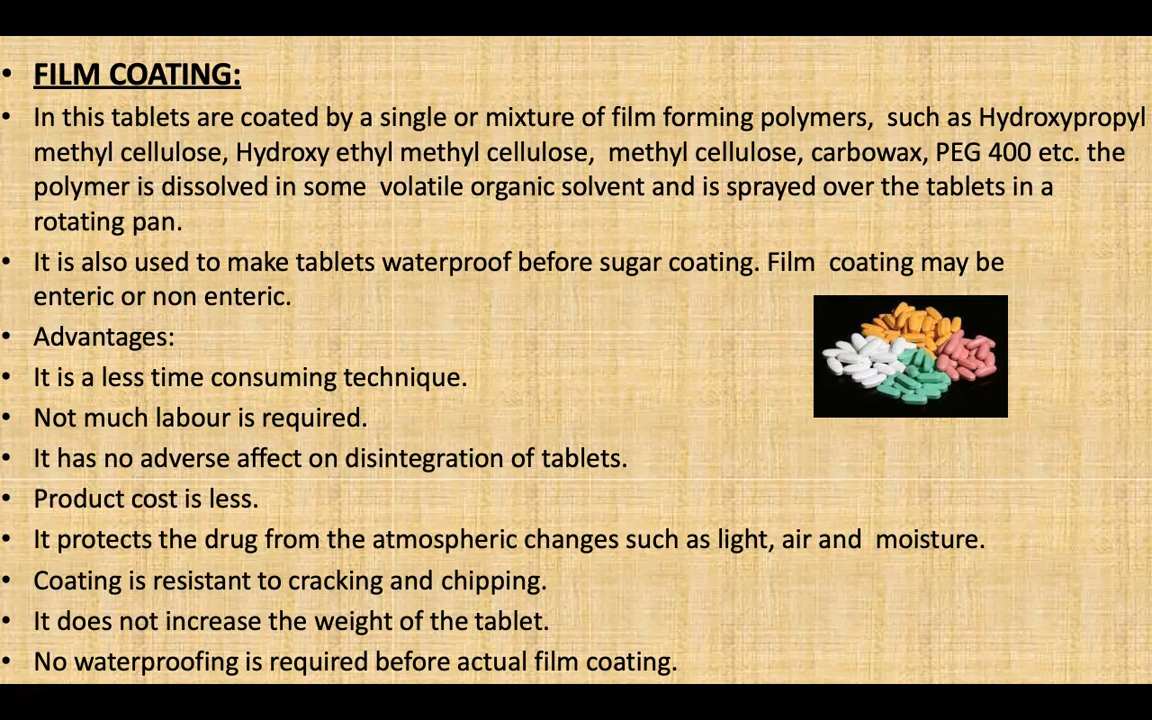 • FILM COATING:
• In this tablets are coated by a single or mixture of film forming polymers, such as Hydroxypropyl
methyl cellulose, Hydroxy ethyl methyl cellulose, methyl cellulose, carbowax, PEG 400 etc. the
polymer is dissolved in some volatile organic solvent and is sprayed over the tablets in a
rotating pan.
• It is also used to make tablets waterproof before sugar coating. Film coating may be
enteric or non enteric.
• Advantages:
• It is a less time consuming technique.
• Not much labour is required.
• It has no adverse affect on disintegration of tablets.
• Product cost is less.
• It protects the drug from the atmospheric changes such as light, air and moisture.
• Coating is resistant to cracking and chipping.
• It does not increase the weight of the tablet.
• No waterproofing is required before actual film coating.